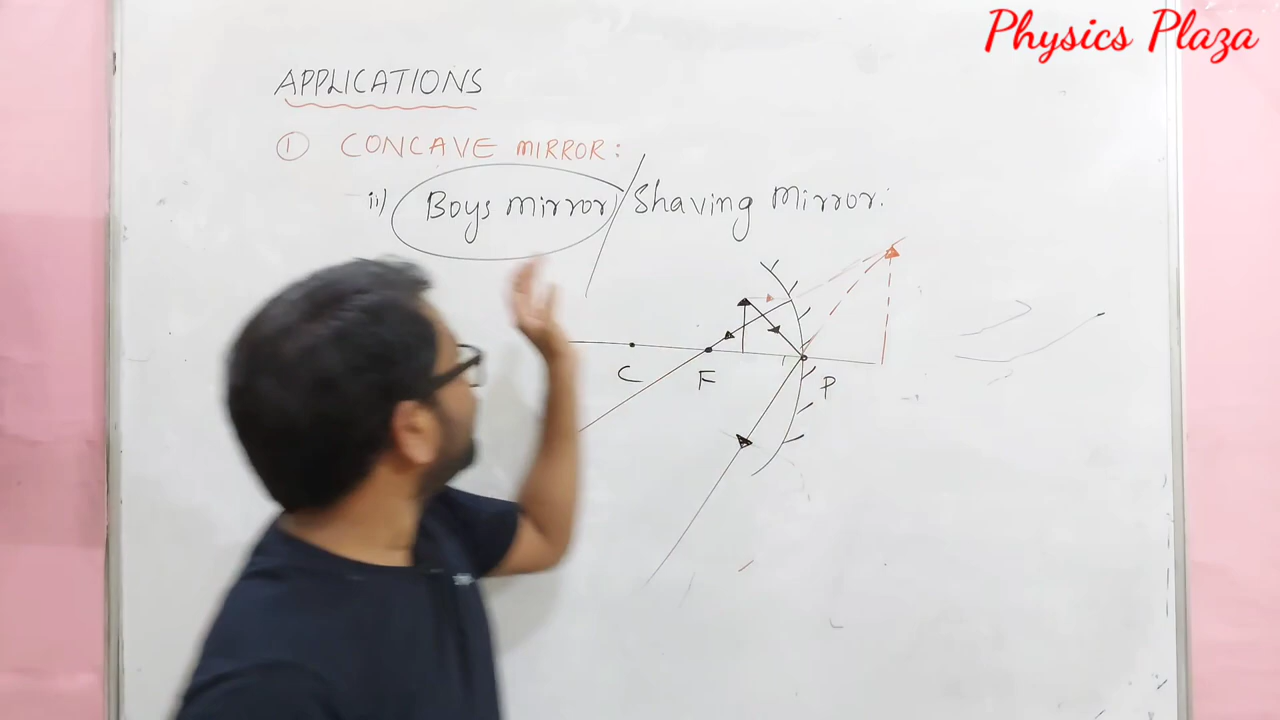 Physics Plaza
APPLICATIONS
1 CONCAVE MIRROR:
ii) Boys mirror/Shaving Mirror:
C F P